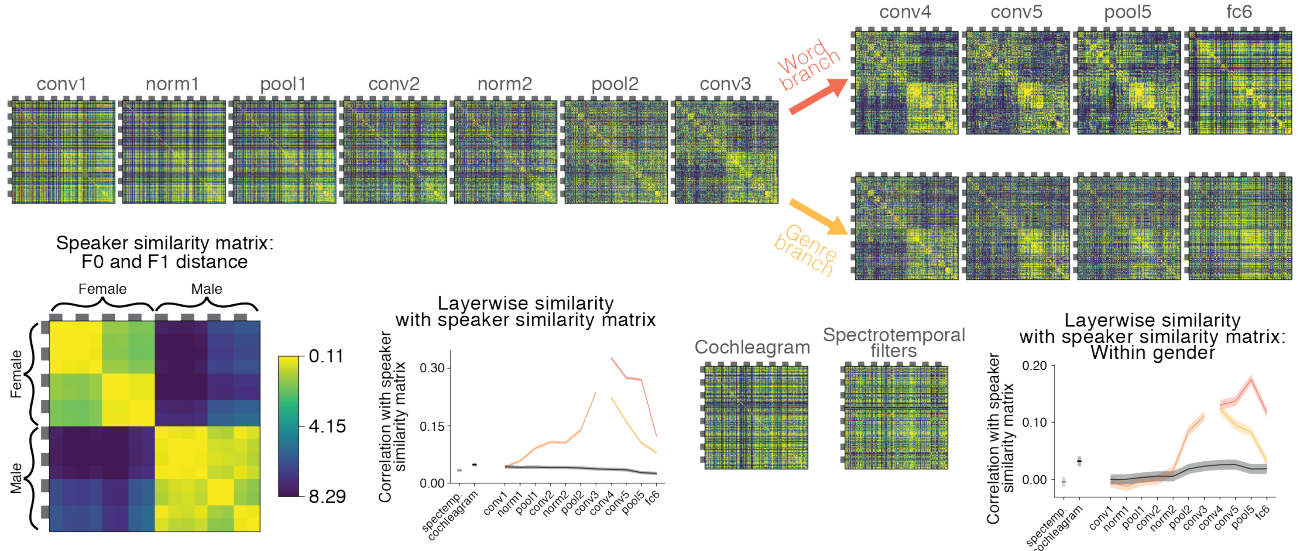 conv4 conv5 pool5 fc6
Word
branch
conv1 norm1 pool1 conv2 norm2 pool2 conv3
Genre
branch
Speaker similarity matrix:
F0 and F1 distance
Female Male
Female
Male
0.11
4.15
8.29
Layerwise similarity
with speaker similarity matrix
Correlation with speaker
similarity matrix
0.30
0.15
0.00
spectemp.
cochleagram
conv1
norm1
pool1
conv2
norm2
pool2
conv3
conv4
conv5
pool5
fc6
Cochleagram
Spectrotemporal
filters
Layerwise similarity
with speaker similarity matrix:
Within gender
Correlation with speaker
similarity matrix
0.20
0.10
0.00
spectemp.
cochleagram
conv1
norm1
pool1
conv2
norm2
pool2
conv3
conv4
conv5
pool5
fc6